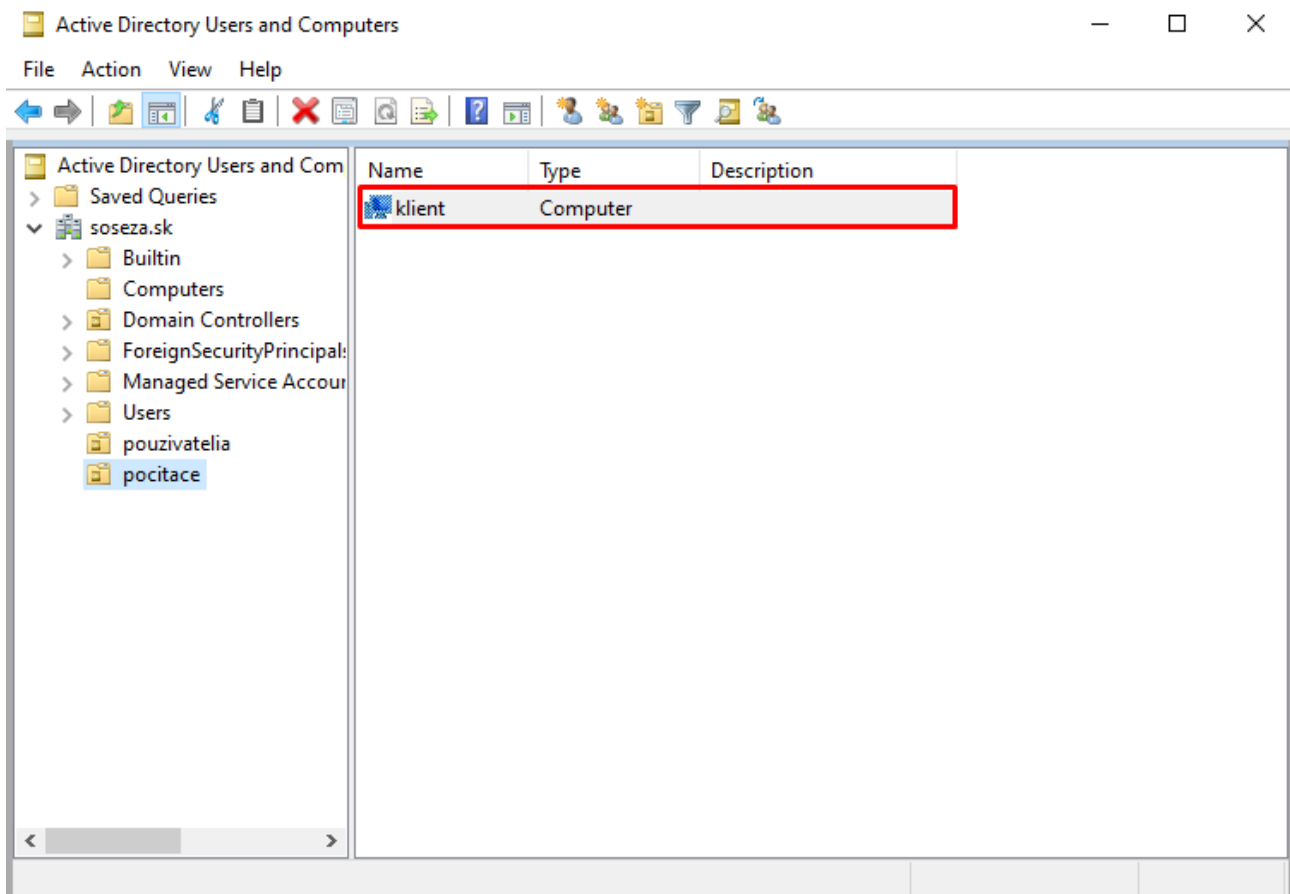 Active Directory Users and Computers
File Action View Help
Active Directory Users and Com
Saved Queries
soseza.sk
Builtin
Computers
Domain Controllers
ForeignSecurityPrincipals
Managed Service Accour
Users
pouzivatelia
pocitace
Name Type Description
klient Computer